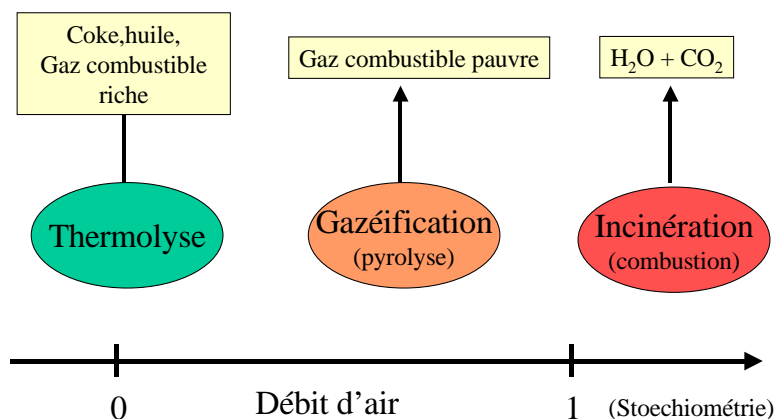 Coke,huile,
Gaz combustible
riche
Gaz combustible pauvre
H₂O + CO₂
Thermolyse
Gazéification
(pyrolyse)
Incinération
(combustion)
0
Débit d’air
1
(Stoechiométrie)